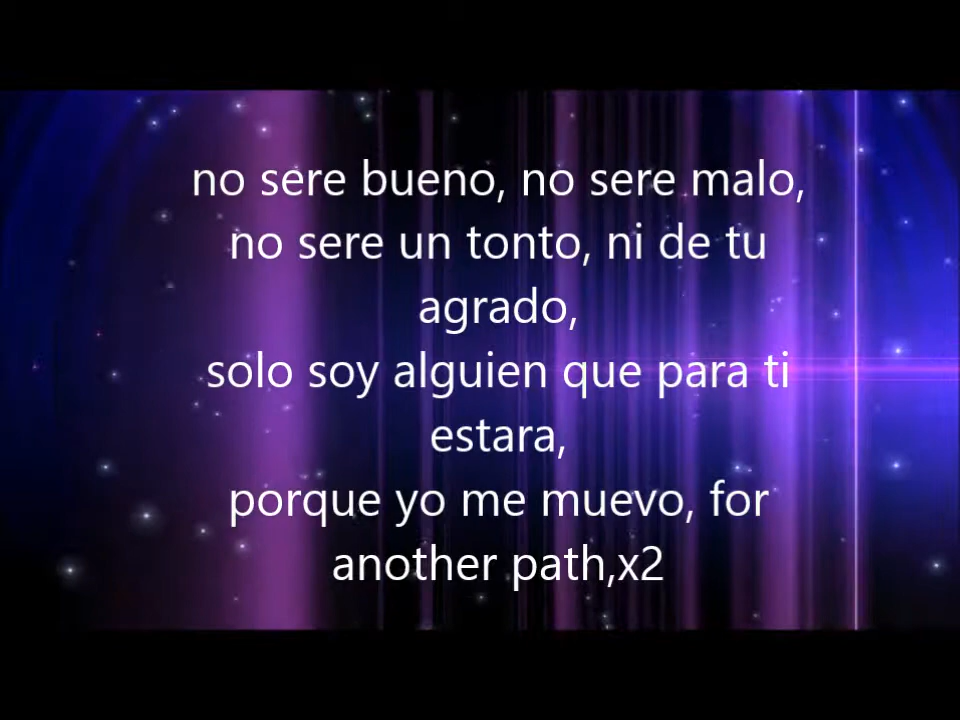 no sere bueno, no sere malo,
no sere un tonto, ni de tu
agrado,
solo soy alguien que para ti
estara,
porque yo me muevo, for
another path,x2